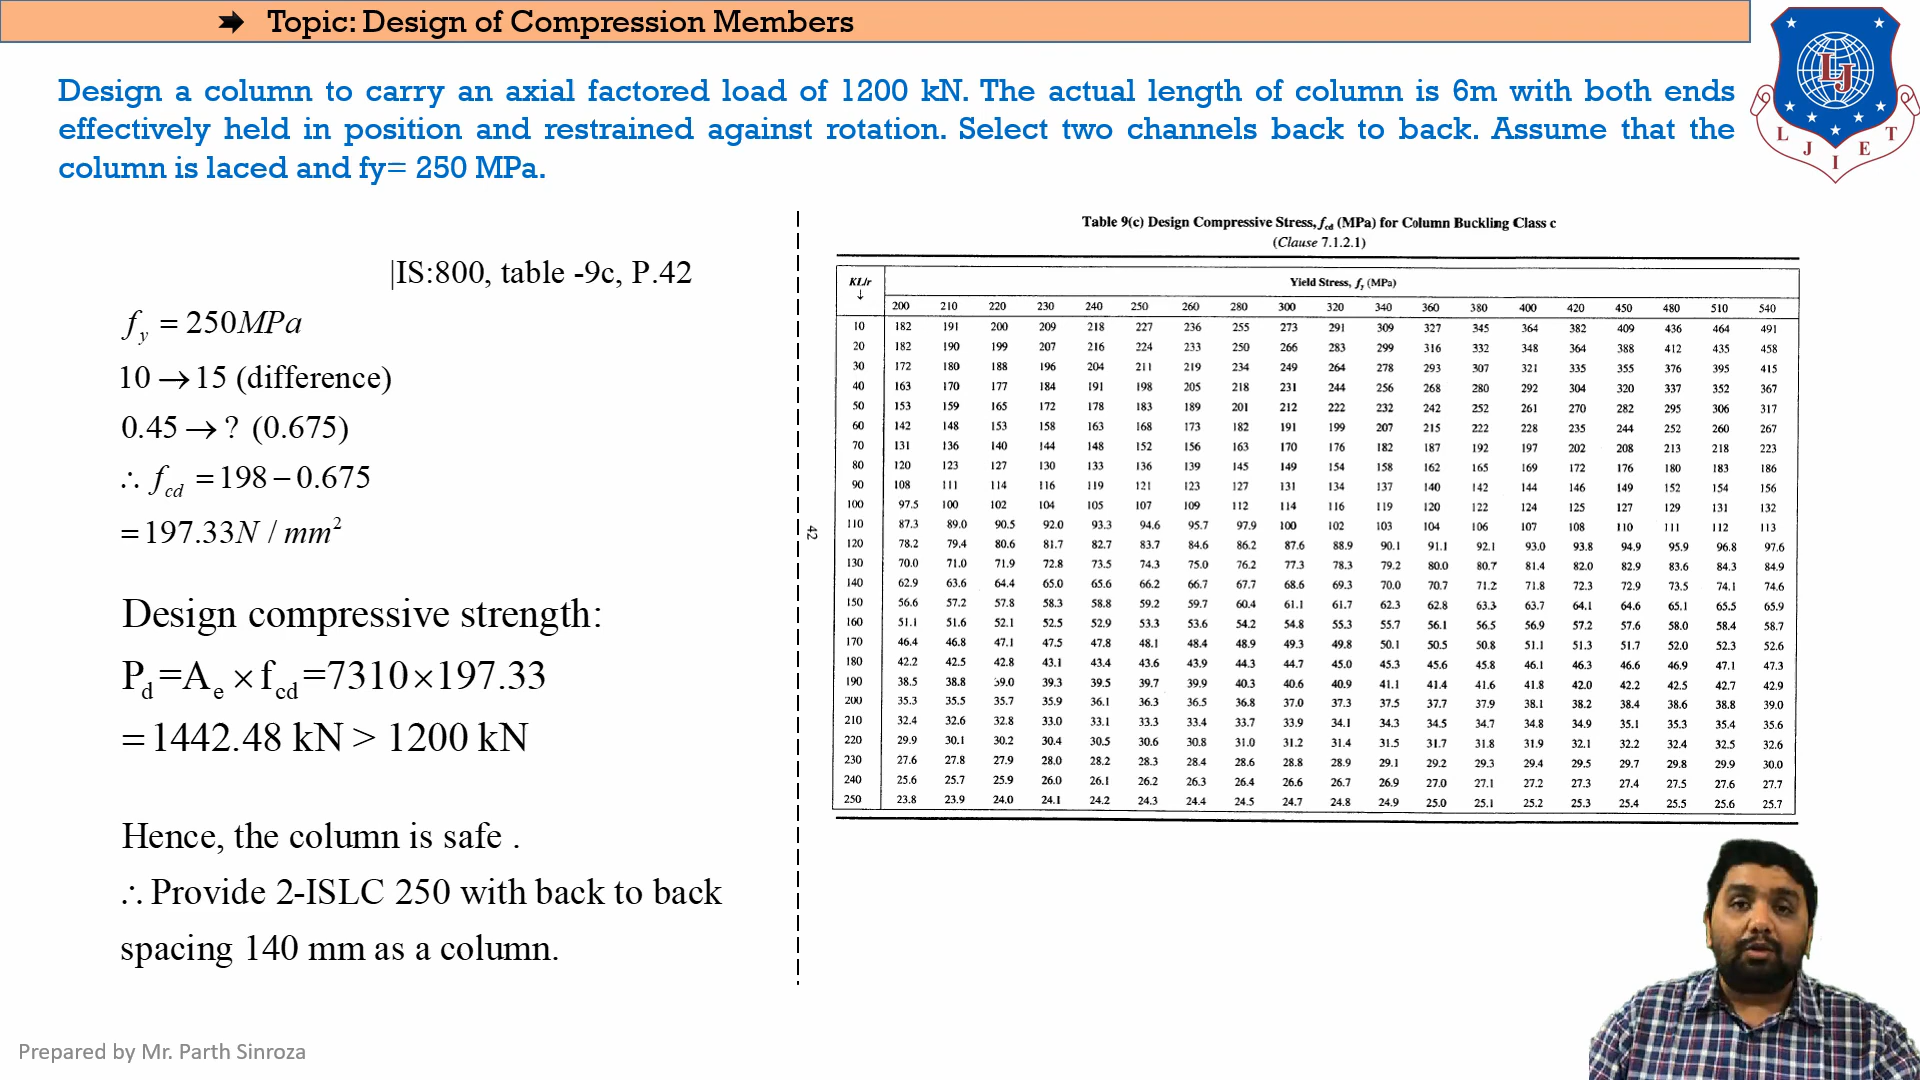 Topic: Design of Compression Members
Design a column to carry an axial factored load of 1200 kN. The actual length of column is 6m with both ends
effectively held in position and restrained against rotation. Select two channels back to back. Assume that the
column is laced and fy= 250 MPa.
LJ
L J I E T
|IS:800, table -9c, P.42
f_y = 250MPa
10 → 15 (difference)
0.45 → ? (0.675)
∴ f_cd = 198 − 0.675
= 197.33N / mm²
Design compressive strength:
P_d=A_e × f_cd=7310×197.33
= 1442.48 kN > 1200 kN
Hence, the column is safe .
∴ Provide 2-ISLC 250 with back to back
spacing 140 mm as a column.
42
Table 9(c) Design Compressive Stress, f_cd (MPa) for Column Buckling Class c
(Clause 7.1.2.1)
KL/r ↓
Yield Stress, f_y (MPa)
200 210 220 230 240 250 260 280 300 320 340 360 380 400 420 450 480 510 540
10 182 191 200 209 218 227 236 255 273 291 309 327 345 364 382 409 436 464 491
20 182 190 199 207 216 224 233 250 266 283 299 316 332 348 364 388 412 435 458
30 172 180 188 196 204 211 219 234 249 264 278 293 307 321 335 355 376 395 415
40 163 170 177 184 191 198 205 218 231 244 256 268 280 292 304 320 337 352 367
50 153 159 165 172 178 183 189 201 212 222 232 242 252 261 270 282 295 306 317
60 142 148 153 158 163 168 173 182 191 199 207 215 222 228 235 244 252 260 267
70 131 136 140 144 148 152 156 163 170 176 182 187 192 197 202 208 213 218 223
80 120 123 127 130 133 136 139 145 149 154 158 162 165 169 172 176 180 183 186
90 108 111 114 116 119 121 123 127 131 134 137 140 142 144 146 149 152 154 156
100 97.5 100 102 104 105 107 109 112 114 116 119 120 122 124 125 127 129 131 132
110 87.3 89.0 90.5 92.0 93.3 94.6 95.7 97.9 100 102 103 104 106 107 108 110 111 112 113
120 78.2 79.4 80.6 81.7 82.7 83.7 84.6 86.2 87.6 88.9 90.1 91.1 92.1 93.0 93.8 94.9 95.9 96.8 97.6
130 70.0 71.0 71.9 72.8 73.5 74.3 75.0 76.2 77.3 78.3 79.2 80.0 80.7 81.4 82.0 82.9 83.6 84.3 84.9
140 62.9 63.6 64.4 65.0 65.6 66.2 66.7 67.7 68.6 69.3 70.0 70.7 71.2 71.8 72.3 72.9 73.5 74.1 74.6
150 56.6 57.2 57.8 58.3 58.8 59.2 59.7 60.4 61.1 61.7 62.3 62.8 63.3 63.7 64.1 64.6 65.1 65.5 65.9
160 51.1 51.6 52.1 52.5 52.9 53.3 53.6 54.2 54.8 55.3 55.7 56.1 56.5 56.9 57.2 57.6 58.0 58.4 58.7
170 46.4 46.8 47.1 47.5 47.8 48.1 48.4 48.9 49.3 49.8 50.1 50.5 50.8 51.1 51.3 51.7 52.0 52.3 52.6
180 42.2 42.5 42.8 43.1 43.4 43.6 43.9 44.3 44.7 45.0 45.3 45.6 45.8 46.1 46.3 46.6 46.9 47.1 47.3
190 38.5 38.8 39.0 39.3 39.5 39.7 39.9 40.3 40.6 40.9 41.1 41.4 41.6 41.8 42.0 42.2 42.5 42.7 42.9
200 35.3 35.5 35.7 35.9 36.1 36.3 36.5 36.8 37.0 37.3 37.5 37.7 37.9 38.1 38.2 38.4 38.6 38.8 39.0
210 32.4 32.6 32.8 33.0 33.1 33.3 33.4 33.7 33.9 34.1 34.3 34.5 34.7 34.8 34.9 35.1 35.3 35.4 35.6
220 29.9 30.1 30.2 30.4 30.5 30.6 30.8 31.0 31.2 31.4 31.5 31.7 31.8 31.9 32.1 32.2 32.4 32.5 32.6
230 27.6 27.8 27.9 28.0 28.2 28.3 28.4 28.6 28.8 28.9 29.1 29.2 29.3 29.4 29.5 29.7 29.8 29.9 30.0
240 25.6 25.7 25.9 26.0 26.1 26.2 26.3 26.4 26.6 26.7 26.9 27.0 27.1 27.2 27.3 27.4 27.5 27.6 27.7
250 23.8 23.9 24.0 24.1 24.2 24.3 24.4 24.5 24.7 24.8 24.9 25.0 25.1 25.2 25.3 25.4 25.5 25.6 25.7
Prepared by Mr. Parth Sinroza